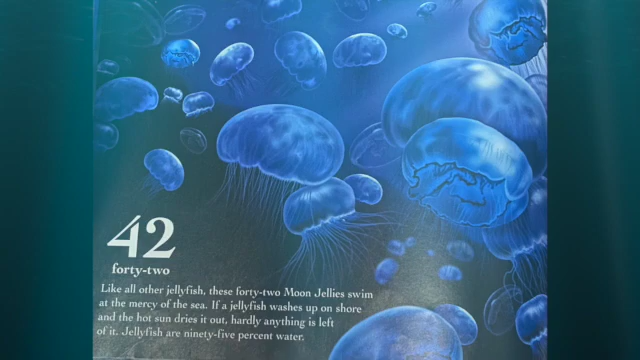 42
forty-two
Like all other jellyfish, these forty-two Moon Jellies swim
at the mercy of the sea. If a jellyfish washes up on shore
and the hot sun dries it out, hardly anything is left
of it. Jellyfish are ninety-five percent water.